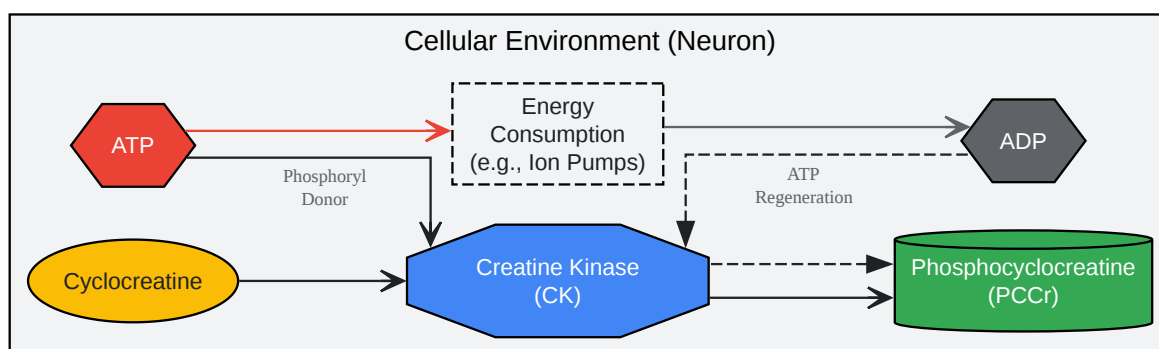 Cellular Environment (Neuron)
Energy
Consumption
(e.g., Ion Pumps)
ATP
ADP
Phosphoryl
Donor
ATP
Regeneration
Cyclocreatine
Creatine Kinase
(CK)
Phosphocyclocreatine
(PCCr)